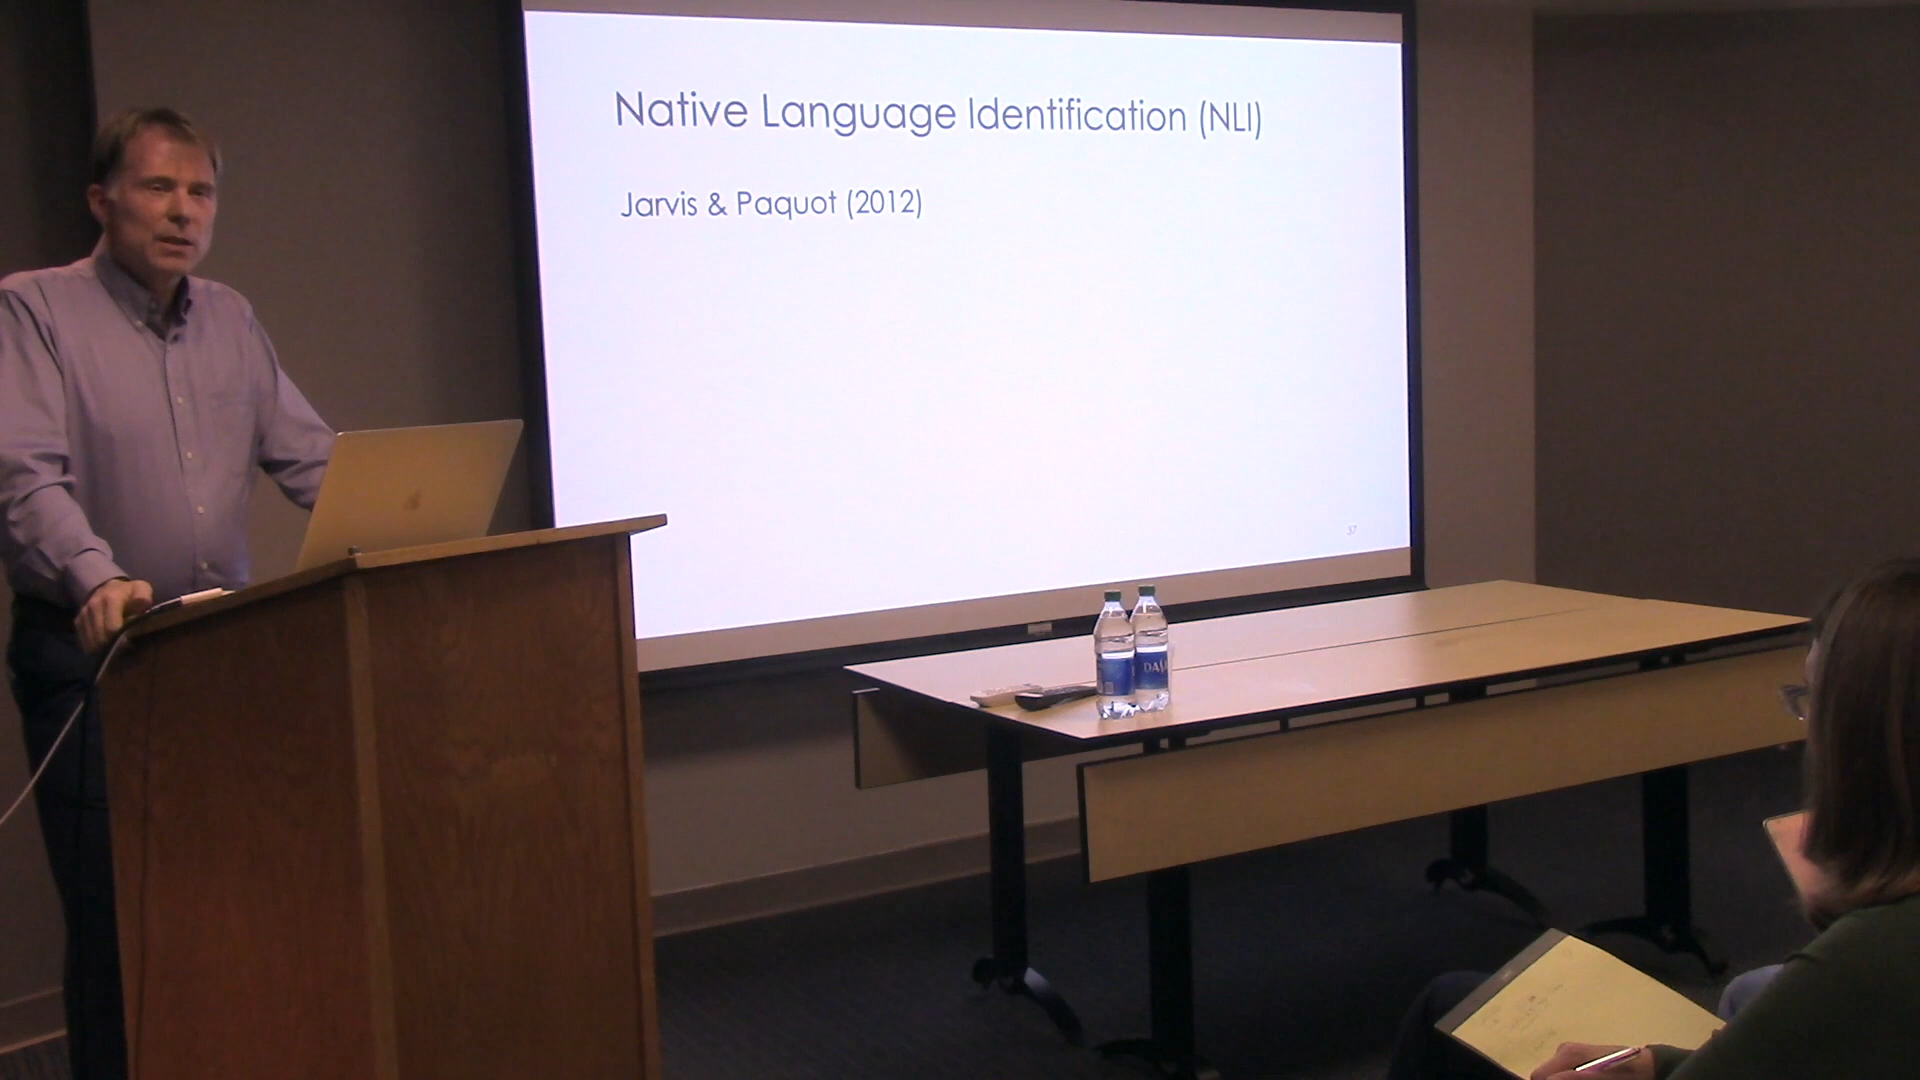 Native Language Identification (NLI)
Jarvis & Paquot (2012)
37